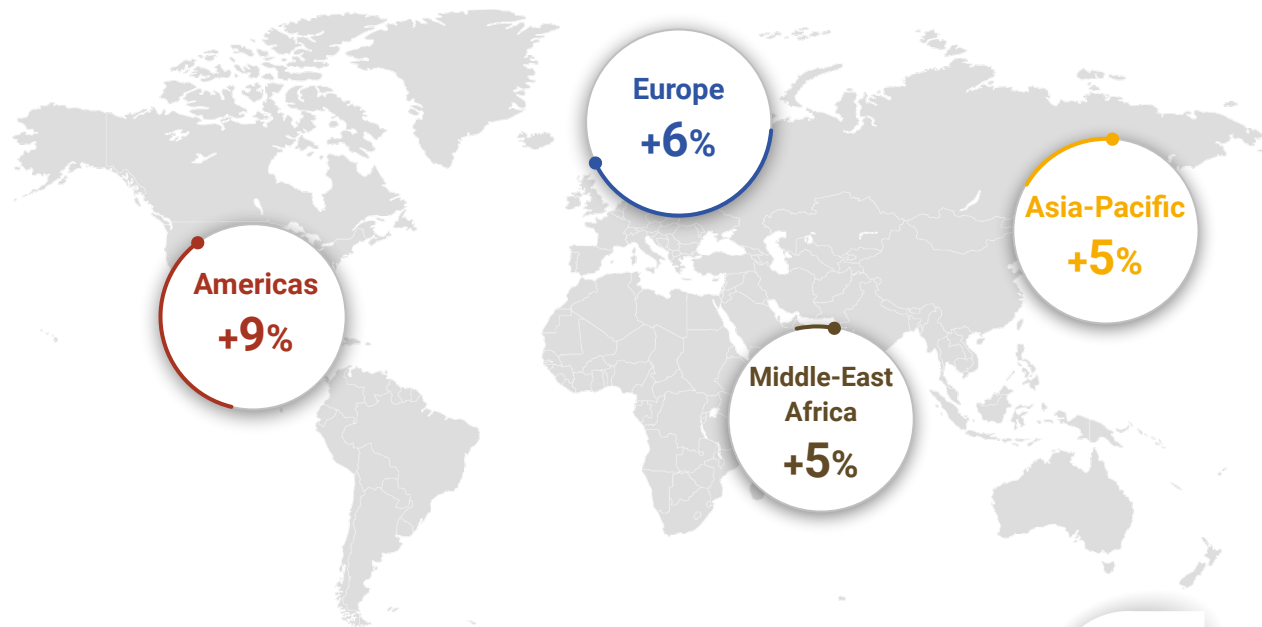 Europe
+6%
Asia-Pacific
+5%
Americas
+9%
Middle-East
Africa
+5%